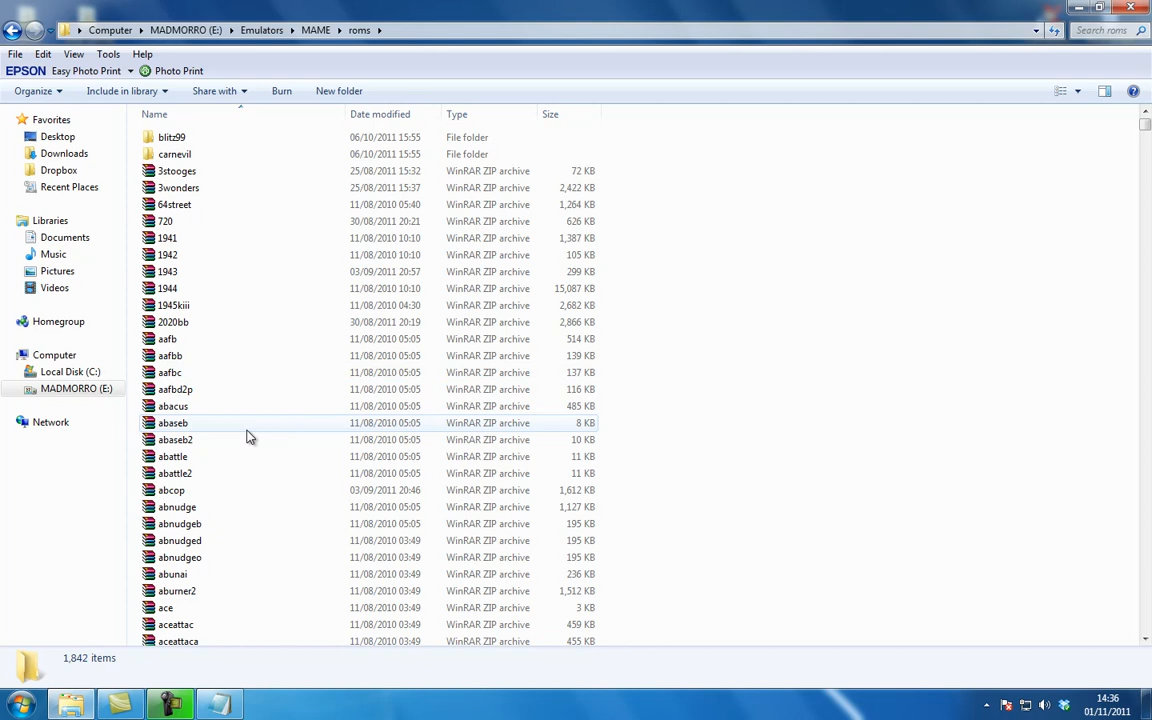 Computer MADMORRO (E:) Emulators MAME roms Search roms
File Edit View Tools Help
EPSON Easy Photo Print Photo Print
Organize Include in library Share with Burn New folder
Name Date modified Type Size
Favorites
Desktop
Downloads
Dropbox
Recent Places
Libraries
Documents
Music
Pictures
Videos
Homegroup
Computer
Local Disk (C:)
MADMORRO (E:)
Network
blitz99 06/10/2011 15:55 File folder
carnevil 06/10/2011 15:55 File folder
3stooges 25/08/2011 15:32 WinRAR ZIP archive 72 KB
3wonders 25/08/2011 15:37 WinRAR ZIP archive 2,422 KB
64street 11/08/2010 05:40 WinRAR ZIP archive 1,264 KB
720 30/08/2011 20:21 WinRAR ZIP archive 626 KB
1941 11/08/2010 10:10 WinRAR ZIP archive 1,387 KB
1942 11/08/2010 10:10 WinRAR ZIP archive 105 KB
1943 03/09/2011 20:57 WinRAR ZIP archive 299 KB
1944 11/08/2010 10:10 WinRAR ZIP archive 15,087 KB
1945kiii 11/08/2010 04:30 WinRAR ZIP archive 2,682 KB
2020bb 30/08/2011 20:19 WinRAR ZIP archive 2,866 KB
aafb 11/08/2010 05:05 WinRAR ZIP archive 514 KB
aafbb 11/08/2010 05:05 WinRAR ZIP archive 139 KB
aafbc 11/08/2010 05:05 WinRAR ZIP archive 137 KB
aafbd2p 11/08/2010 05:05 WinRAR ZIP archive 116 KB
abacus 11/08/2010 05:05 WinRAR ZIP archive 485 KB
abaseb 11/08/2010 05:05 WinRAR ZIP archive 8 KB
abaseb2 11/08/2010 05:05 WinRAR ZIP archive 10 KB
abattle 11/08/2010 05:05 WinRAR ZIP archive 11 KB
abattle2 11/08/2010 05:05 WinRAR ZIP archive 11 KB
abcop 03/09/2011 20:46 WinRAR ZIP archive 1,612 KB
abnudge 11/08/2010 05:05 WinRAR ZIP archive 1,127 KB
abnudgeb 11/08/2010 05:05 WinRAR ZIP archive 195 KB
abnudged 11/08/2010 03:49 WinRAR ZIP archive 195 KB
abnudgeo 11/08/2010 03:49 WinRAR ZIP archive 195 KB
abunai 11/08/2010 03:49 WinRAR ZIP archive 236 KB
aburner2 11/08/2010 03:49 WinRAR ZIP archive 1,512 KB
ace 11/08/2010 03:49 WinRAR ZIP archive 3 KB
aceattac 11/08/2010 03:49 WinRAR ZIP archive 459 KB
aceattaca 11/08/2010 03:49 WinRAR ZIP archive 455 KB
1,842 items
14:36
01/11/2011